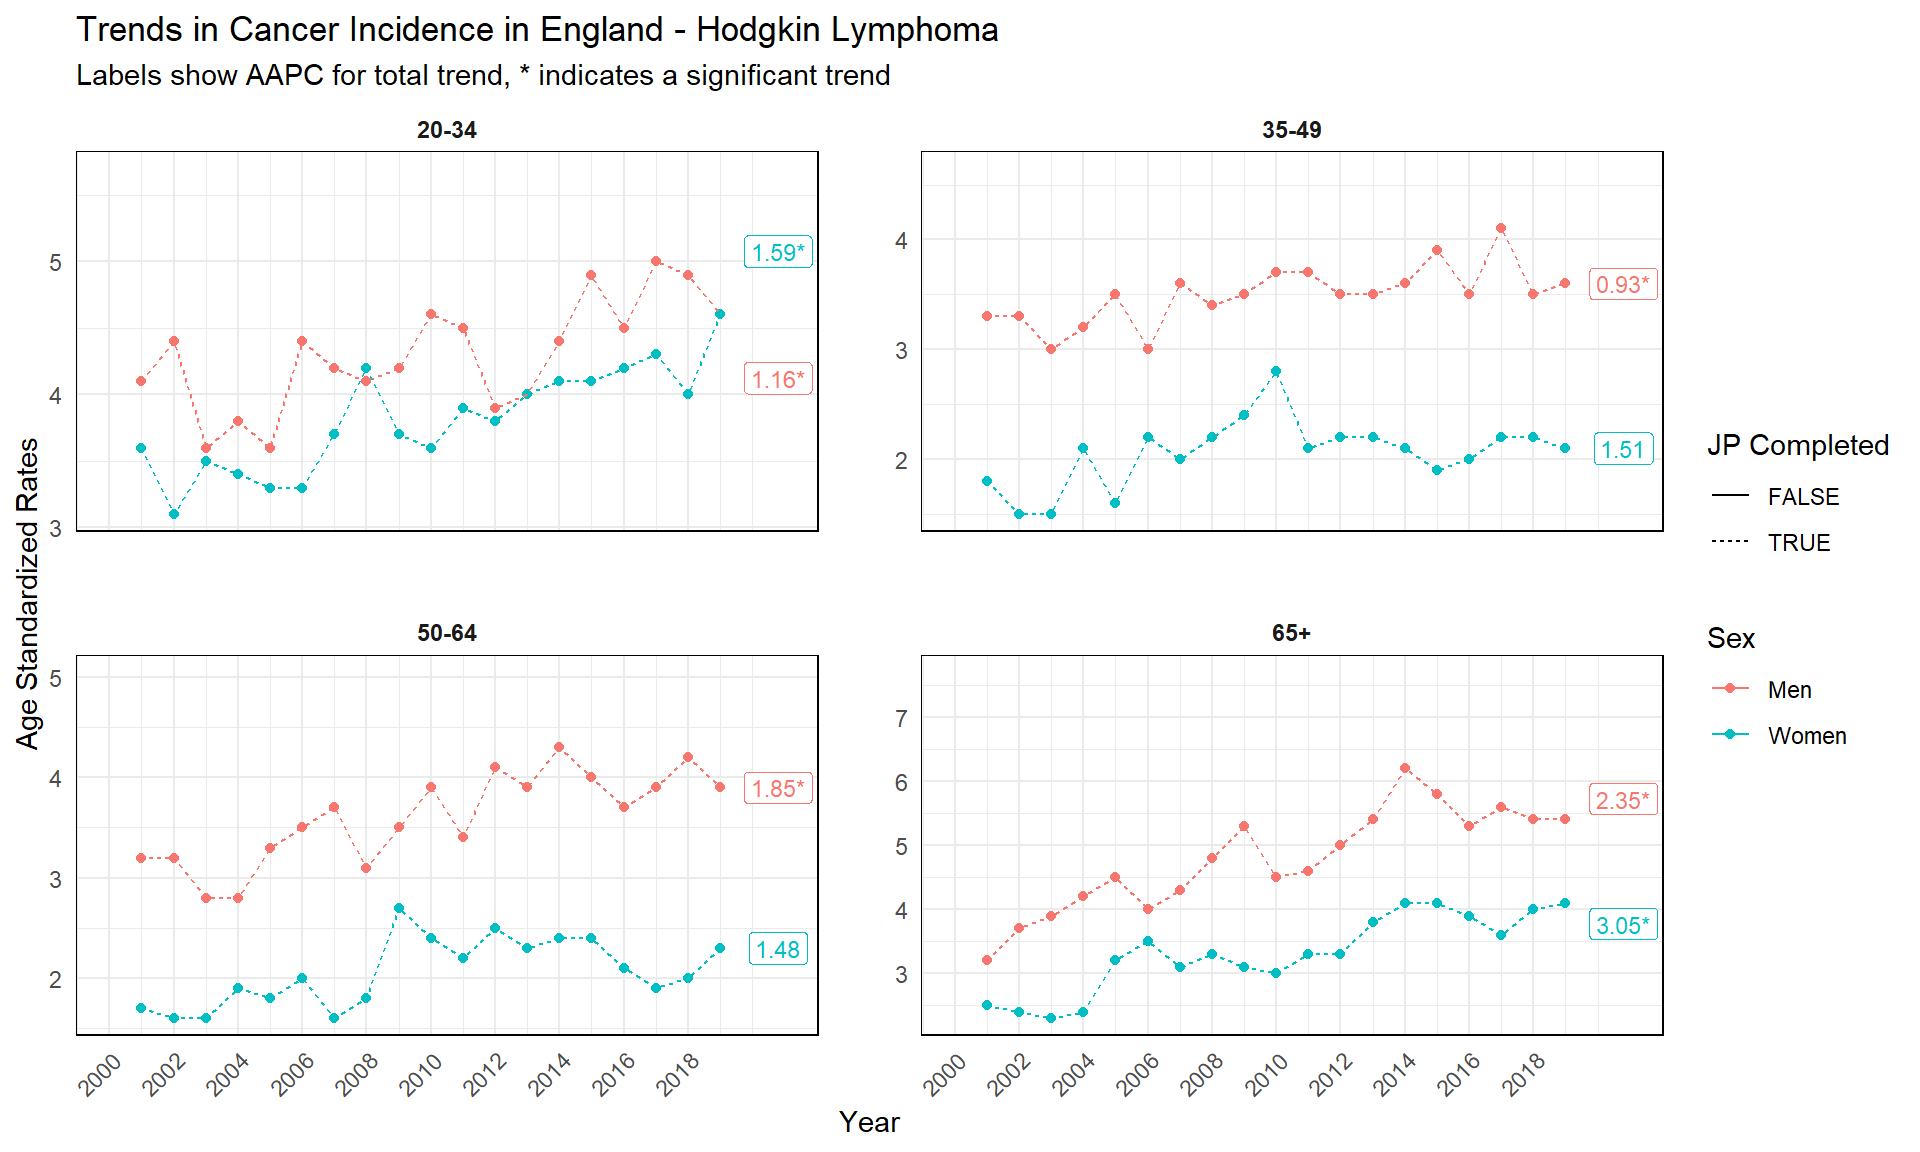 Trends in Cancer Incidence in England - Hodgkin Lymphoma
Labels show AAPC for total trend, * indicates a significant trend
20-34
5
4
3
1.59*
1.16*
35-49
4
3
2
0.93*
1.51
50-64
5
4
3
2
1.85*
1.48
2000 2002 2004 2006 2008 2010 2012 2014 2016 2018
65+
7
6
5
4
3
2.35*
3.05*
2000 2002 2004 2006 2008 2010 2012 2014 2016 2018
Age Standardized Rates
Year
JP Completed
FALSE
TRUE
Sex
Men
Women